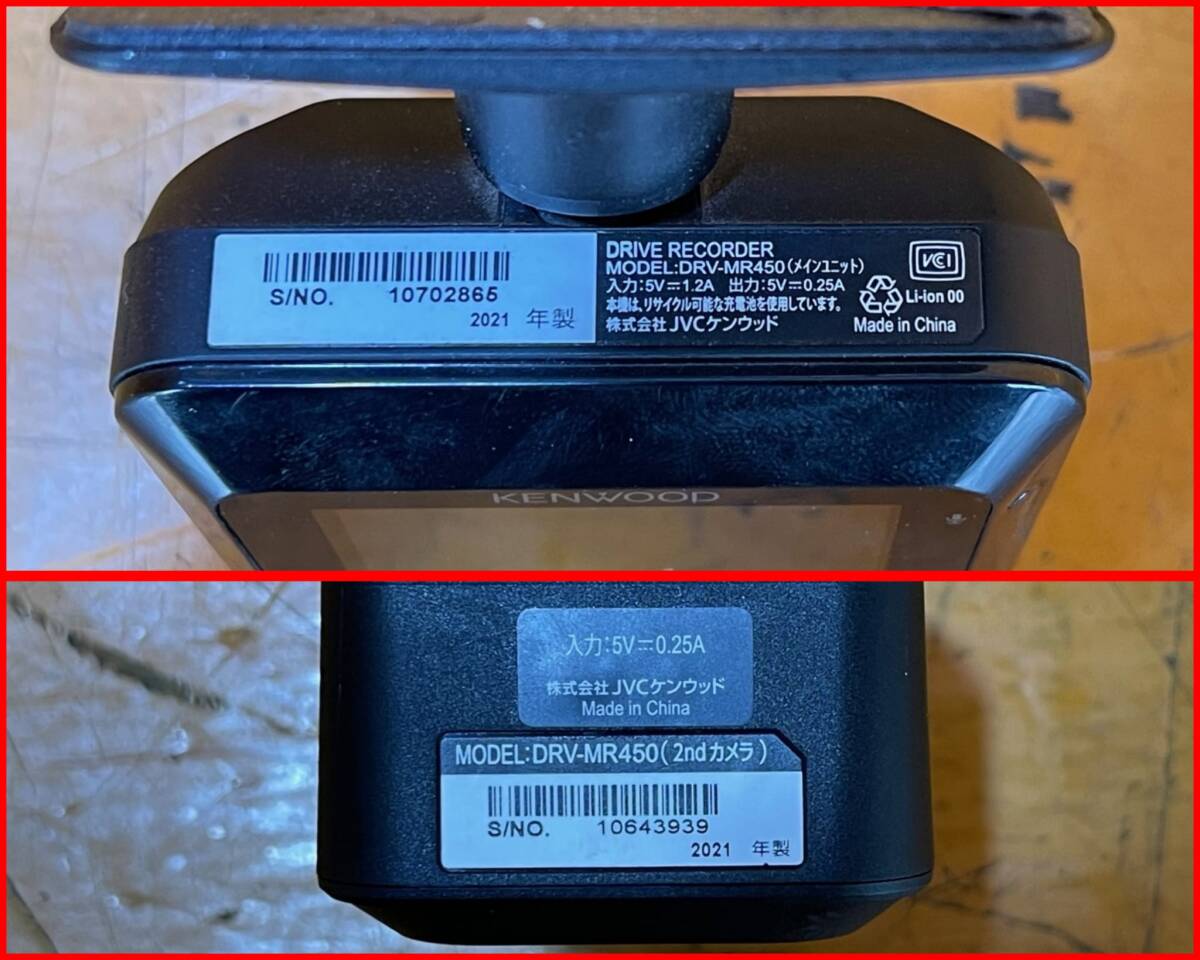 DRIVE RECORDER
MODEL:DRV-MR450(メインユニット)
入力:5V⎓1.2A 出力:5V⎓0.25A
本機は、リサイクル可能な充電池を使用しています。
株式会社 JVCケンウッド
VCCI
Li-ion 00
Made in China
S/NO. 10702865
2021 年製
KENWOOD
入力:5V⎓0.25A
株式会社 JVCケンウッド
Made in China
MODEL:DRV-MR450(2ndカメラ)
S/NO. 10643939
2021 年製